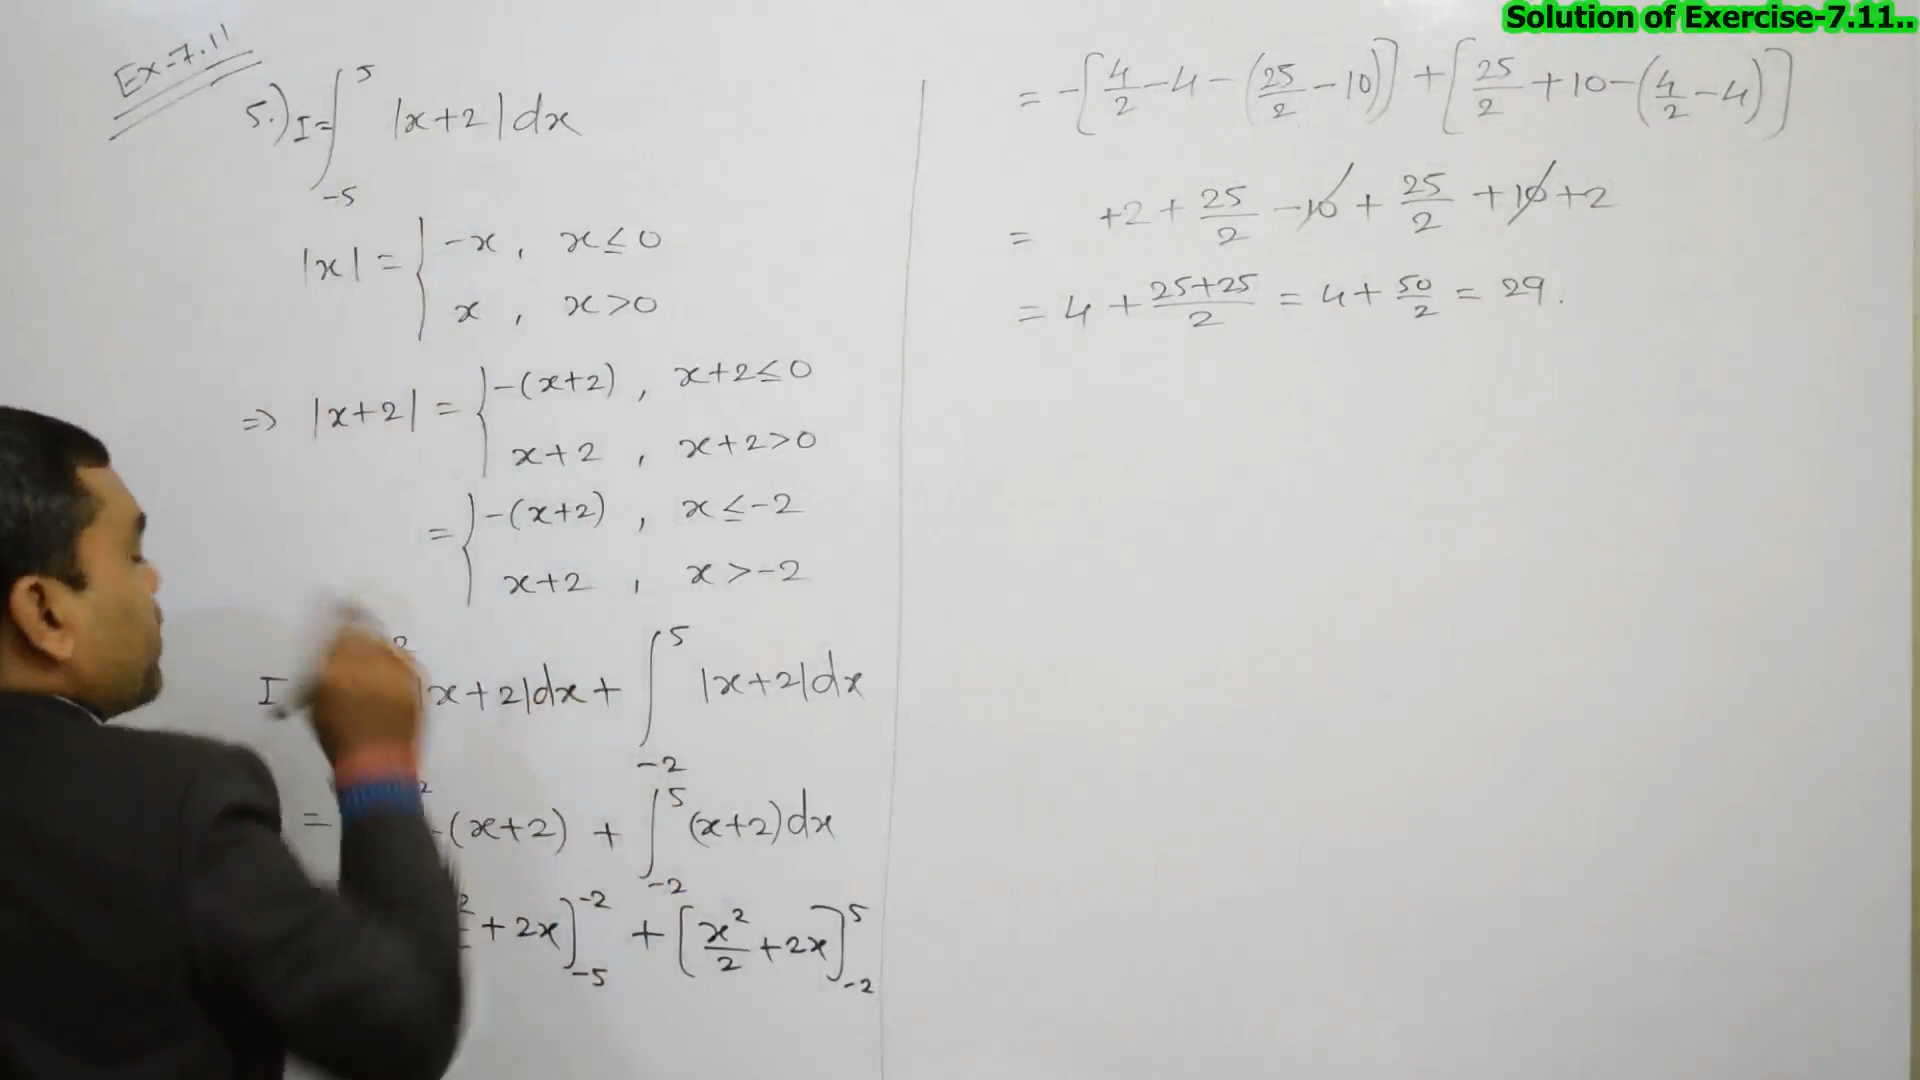 Solution of Exercise-7.11..
Ex-7.11
5.) I = ∫_{-5}^{5} |x+2| dx
|x| = { -x , x ≤ 0
x , x > 0
⇒ |x+2| = { -(x+2) , x+2 ≤ 0
x+2 , x+2 > 0
= { -(x+2) , x ≤ -2
x+2 , x > -2
I |x+2| dx + ∫_{-2}^{5} |x+2| dx
= -(x+2) + ∫_{-2}^{5} (x+2) dx
+ 2x]_{-5}^{-2} + [x²/2 + 2x]_{-2}^{5}
= -[4/2 - 4 - (25/2 - 10)] + [25/2 + 10 - (4/2 - 4)]
= +2 + 25/2 - 10 + 25/2 + 10 + 2
= 4 + 25+25/2 = 4 + 50/2 = 29.